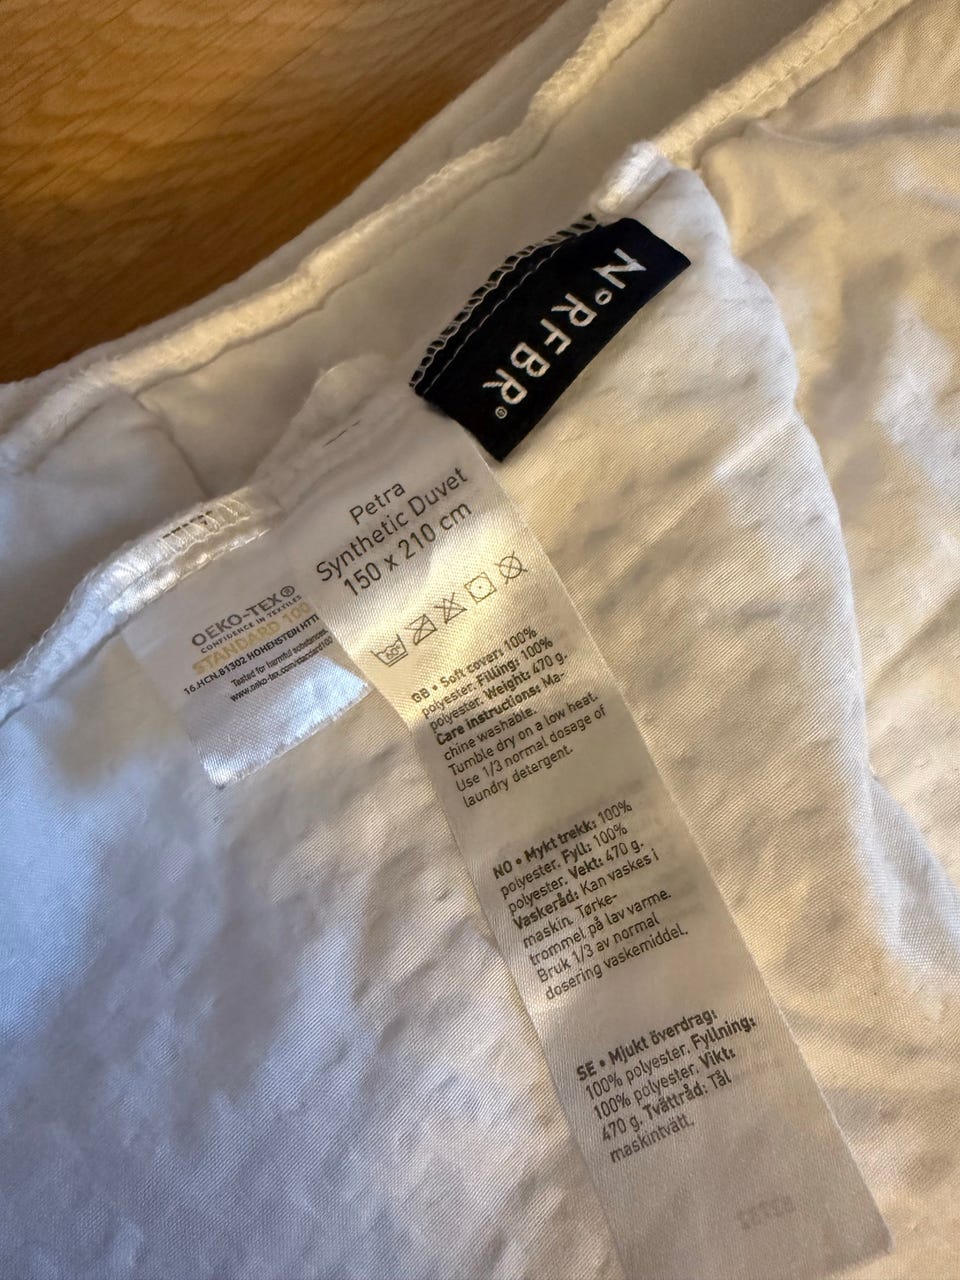 N°RFBR®
Petra
Synthetic Duvet
150 x 210 cm
60°
GB • Soft cover: 100%
polyester. Filling: 100%
polyester. Weight: 470 g.
Care instructions: Ma-
chine washable.
Tumble dry on a low heat.
Use 1/3 normal dosage of
laundry detergent.
NO • Mykt trekk: 100%
polyester. Fyll: 100%
polyester. Vekt: 470 g.
Vaskeråd: Kan vaskes i
maskin. Tørke-
trommel på lav varme.
Bruk 1/3 av normal
dosering vaskemiddel.
SE • Mjukt överdrag:
100% polyester. Fyllning:
100% polyester. Vikt:
470 g. Tvättråd: Tål
maskintvätt.
OEKO-TEX®
CONFIDENCE IN TEXTILES
STANDARD 100
16.HCN.81302 HOHENSTEIN HTTI
Tested for harmful substances.
www.oeko-tex.com/standard100